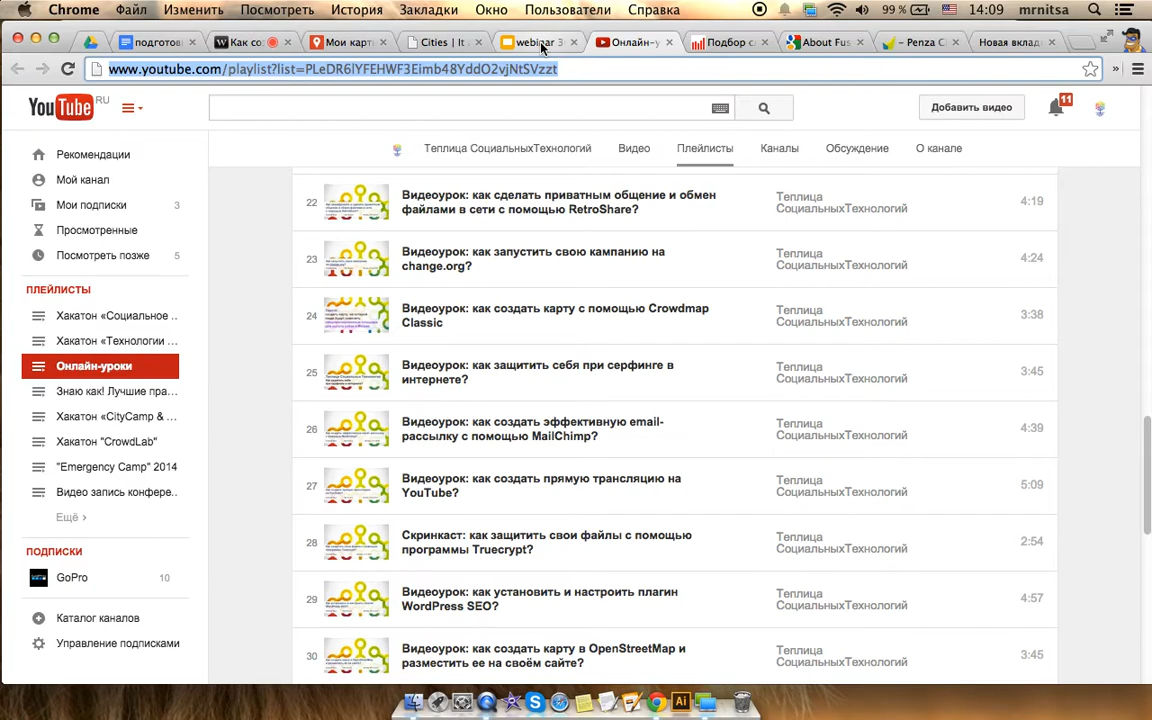 Chrome Файл Изменить Посмотреть История Закладки Окно Пользователи Справка 99 % 14:09 mrnitsa
подготовк Как со Мои карт Cities | It a webinar 3 Онлайн-у Подбор с About Fus - Penza Cl Новая вклад
www.youtube.com/playlist?list=PLeDR6lYFEHWF3Eimb48YddO2vjNtSVzzt
YouTube RU
Добавить видео
11
Теплица СоциальныхТехнологий Видео Плейлисты Каналы Обсуждение О канале
Рекомендации
Мой канал
Мои подписки 3
Просмотренные
Посмотреть позже 5
ПЛЕЙЛИСТЫ
Хакатон «Социальное ..
Хакатон «Технологии ...
Онлайн-уроки
Знаю как! Лучшие пра...
Хакатон «CityCamp & ...
Хакатон "CrowdLab"
"Emergency Camp" 2014
Видео запись конфере..
Ещё ›
ПОДПИСКИ
GoPro 10
Каталог каналов
Управление подписками
22 Видеоурок: как сделать приватным общение и обмен файлами в сети с помощью RetroShare? Теплица СоциальныхТехнологий 4:19
23 Видеоурок: как запустить свою кампанию на change.org? Теплица СоциальныхТехнологий 4:24
24 Видеоурок: как создать карту с помощью Crowdmap Classic Теплица СоциальныхТехнологий 3:38
25 Видеоурок: как защитить себя при серфинге в интернете? Теплица СоциальныхТехнологий 3:45
26 Видеоурок: как создать эффективную email-рассылку с помощью MailChimp? Теплица СоциальныхТехнологий 4:39
27 Видеоурок: как создать прямую трансляцию на YouTube? Теплица СоциальныхТехнологий 5:09
28 Скринкаст: как защитить свои файлы с помощью программы Truecrypt? Теплица СоциальныхТехнологий 2:54
29 Видеоурок: как установить и настроить плагин WordPress SEO? Теплица СоциальныхТехнологий 4:57
30 Видеоурок: как создать карту в OpenStreetMap и разместить ее на своём сайте? Теплица СоциальныхТехнологий 3:45